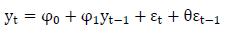 yₜ = φ₀ + φ₁yₜ₋₁ + εₜ + θεₜ₋₁